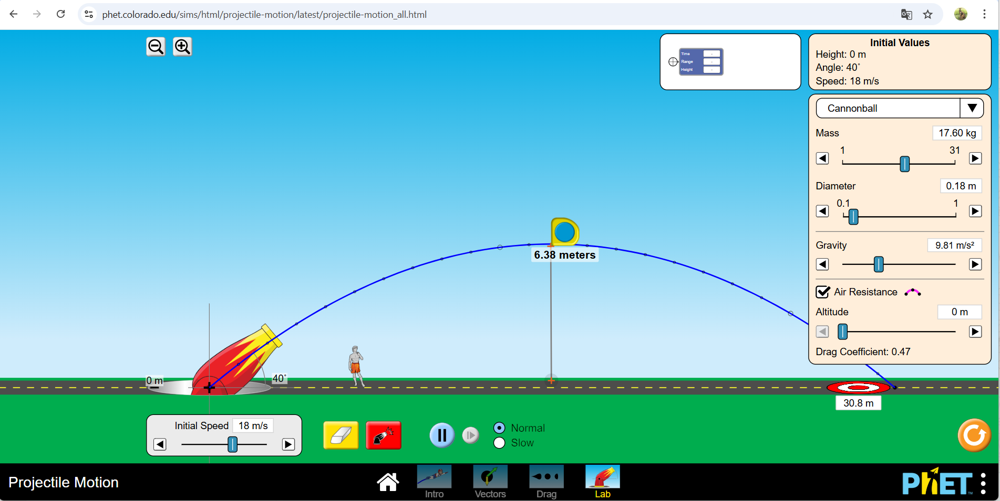 phet.colorado.edu/sims/html/projectile-motion/latest/projectile-motion_all.html
Time -
Range -
Height -
Initial Values
Height: 0 m
Angle: 40˚
Speed: 18 m/s
Cannonball
Mass 17.60 kg
1 31
Diameter 0.18 m
0.1 1
Gravity 9.81 m/s²
Air Resistance
Altitude 0 m
Drag Coefficient: 0.47
6.38 meters
0 m
40˚
30.8 m
Initial Speed 18 m/s
Normal
Slow
Projectile Motion
Intro
Vectors
Drag
Lab
PhET™